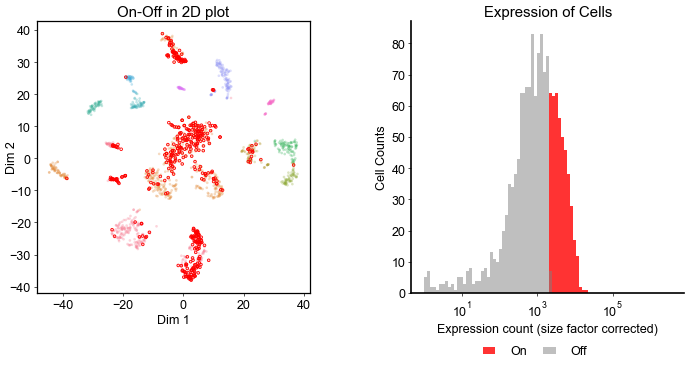 On-Off in 2D plot
40
30
20
10
0
−10
−20
−30
−40
Dim 2
−40 −20 0 20 40
Dim 1
Expression of Cells
80
70
60
50
40
30
20
10
0
Cell Counts
10^1 10^3 10^5
Expression count (size factor corrected)
On Off